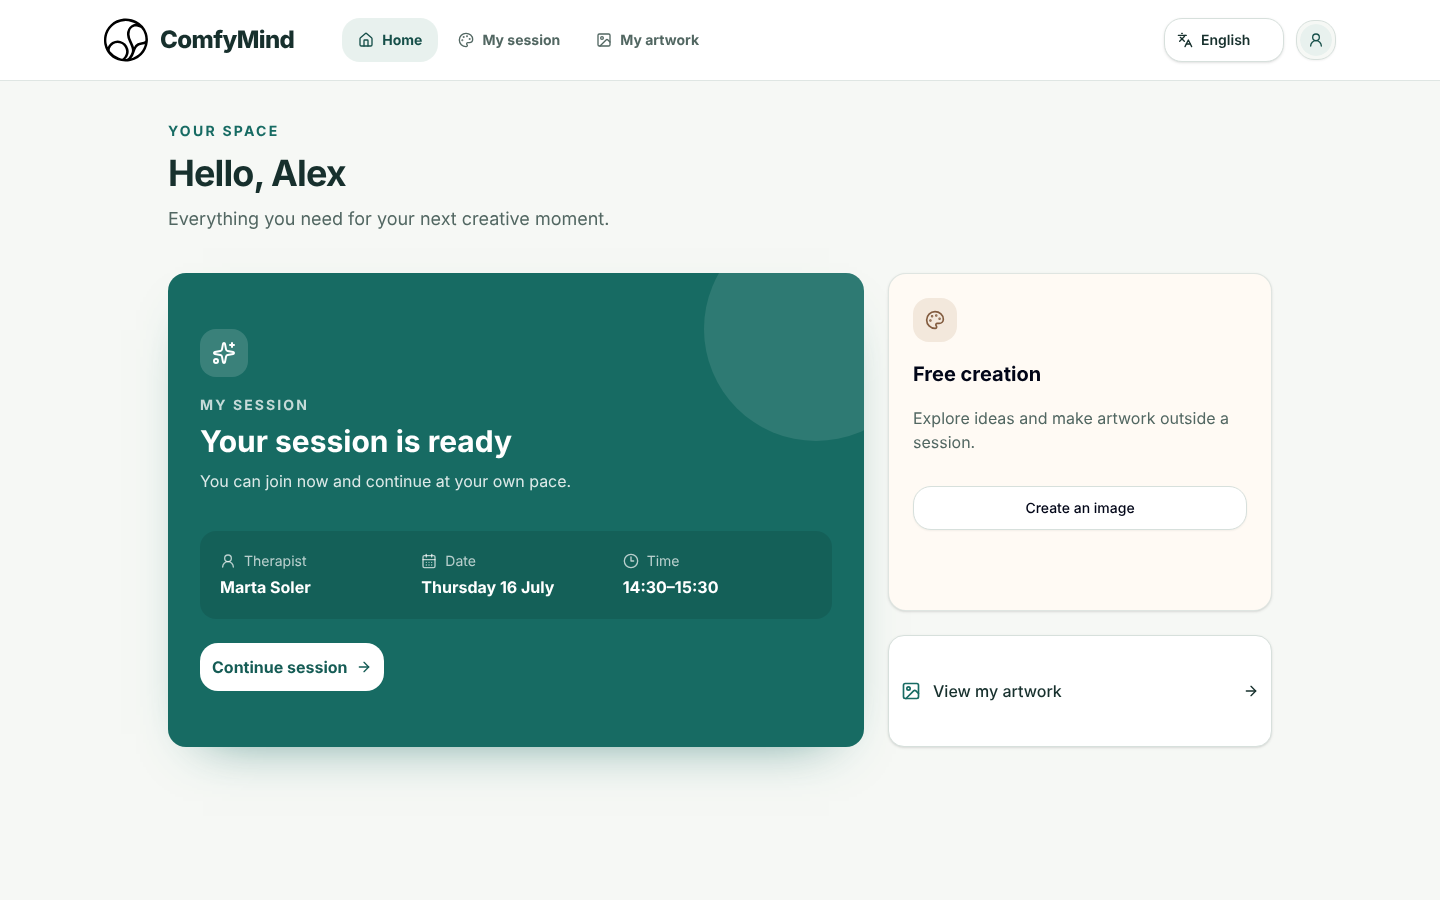 ComfyMind
Home
My session
My artwork
English
YOUR SPACE
Hello, Alex
Everything you need for your next creative moment.
MY SESSION
Your session is ready
You can join now and continue at your own pace.
Therapist
Marta Soler
Date
Thursday 16 July
Time
14:30–15:30
Continue session
Free creation
Explore ideas and make artwork outside a
session.
Create an image
View my artwork